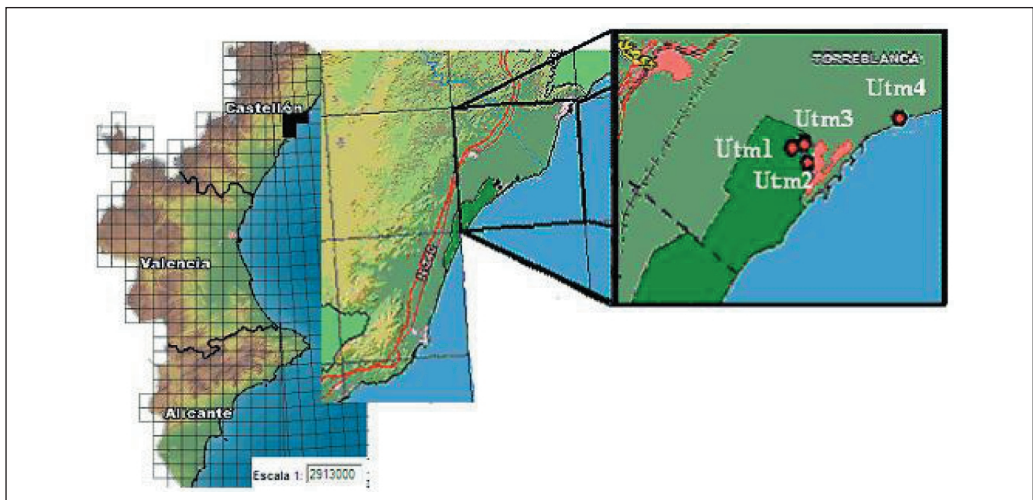 Castellón
Valencia
Alicante
Escala 1: 2913000
TORREBLANCA
Utm4
Utm3
Utm1
Utm2